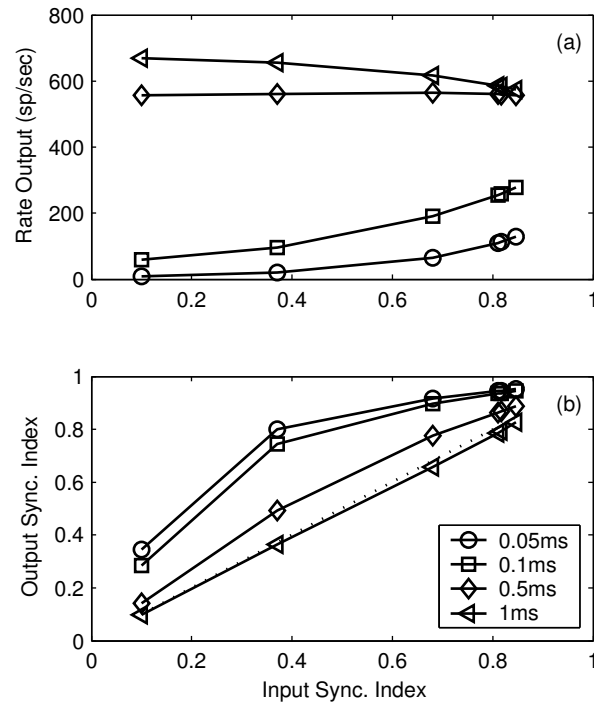 800
600
400
200
0
Rate Output (sp/sec)
(a)
0 0.2 0.4 0.6 0.8 1
1
0.8
0.6
0.4
0.2
0
Output Sync. Index
(b)
0.05ms
0.1ms
0.5ms
1ms
0 0.2 0.4 0.6 0.8 1
Input Sync. Index